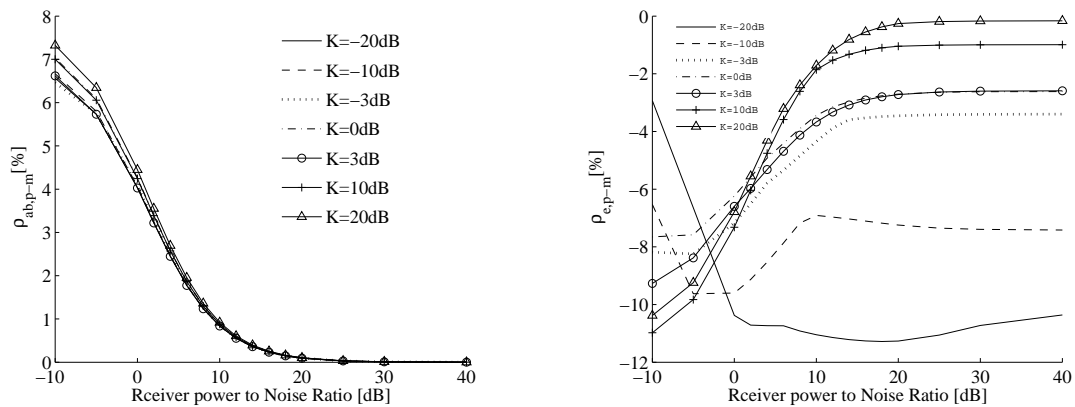 8
7
6
5
4
3
2
1
0
ρab,p−m[%]
−10
0
10
20
30
40
Rceiver power to Noise Ratio [dB]
K=−20dB
K=−10dB
K=−3dB
K=0dB
K=3dB
K=10dB
K=20dB
0
−2
−4
−6
−8
−10
−12
ρe,p−m[%]
−10
0
10
20
30
40
Rceiver power to Noise Ratio [dB]
K=−20dB
K=−10dB
K=−3dB
K=0dB
K=3dB
K=10dB
K=20dB